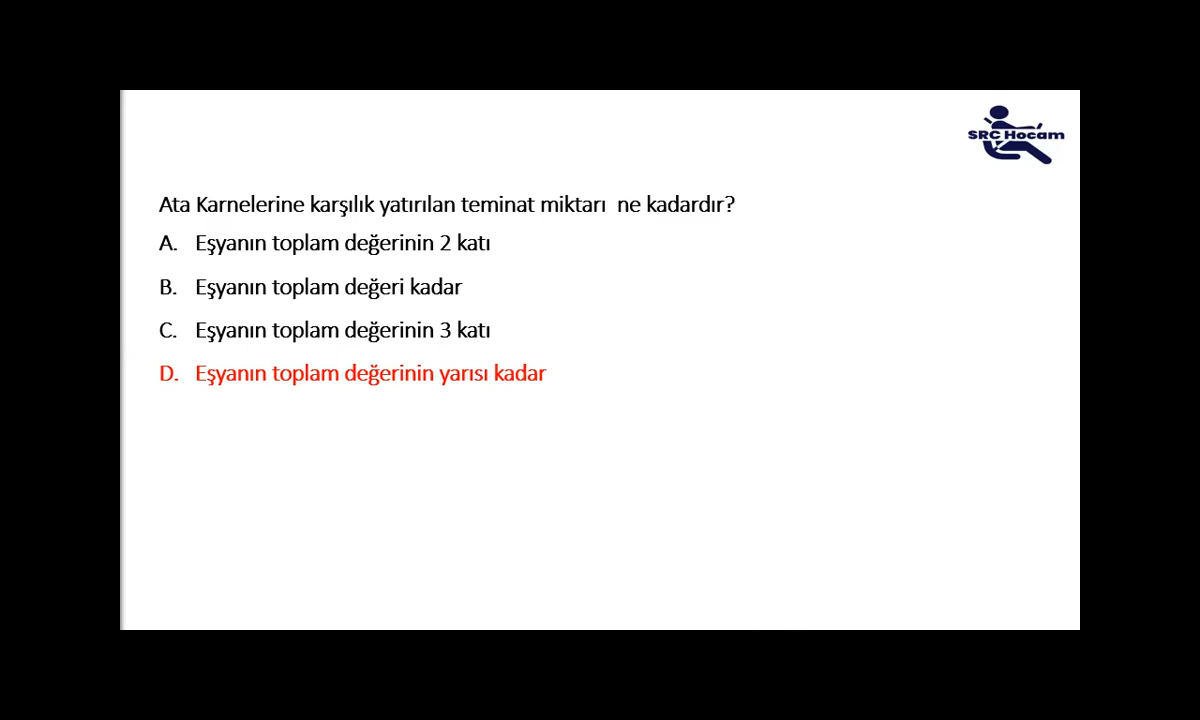 SRC Hocam
Ata Karnelerine karşılık yatırılan teminat miktarı  ne kadardır?
A. Eşyanın toplam değerinin 2 katı
B. Eşyanın toplam değeri kadar
C. Eşyanın toplam değerinin 3 katı
D. Eşyanın toplam değerinin yarısı kadar